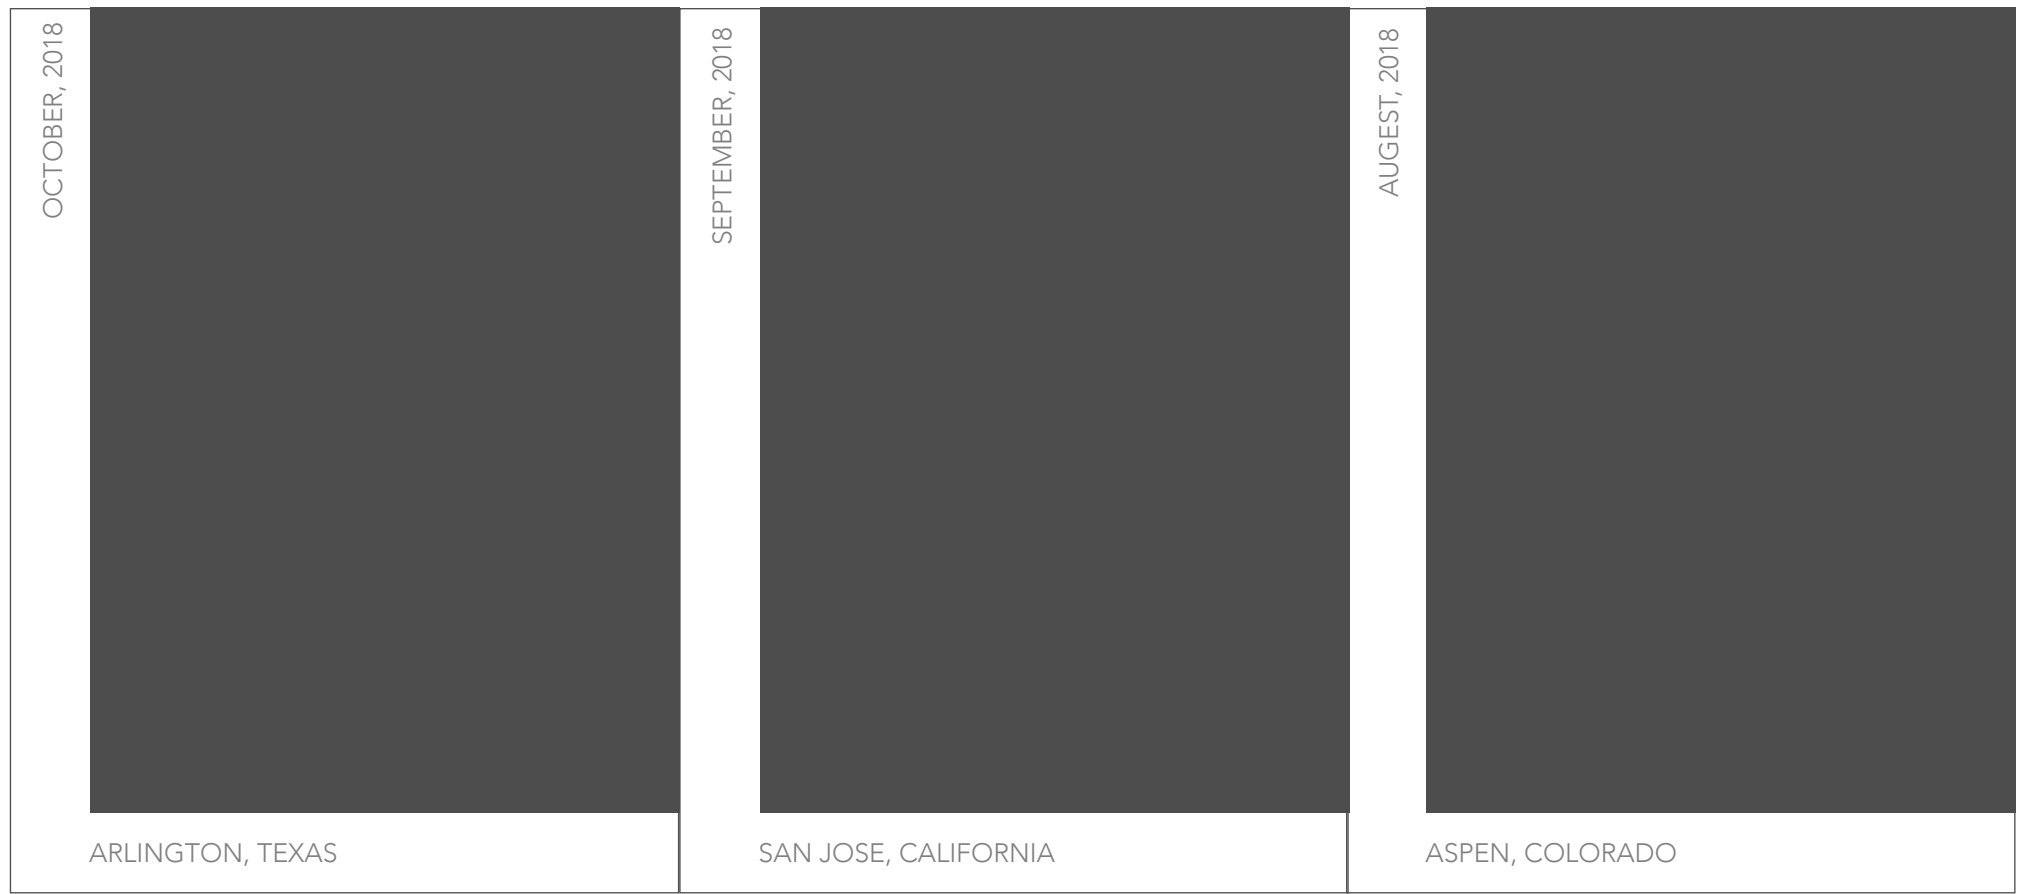 OCTOBER, 2018
ARLINGTON, TEXAS
SEPTEMBER, 2018
SAN JOSE, CALIFORNIA
AUGEST, 2018
ASPEN, COLORADO